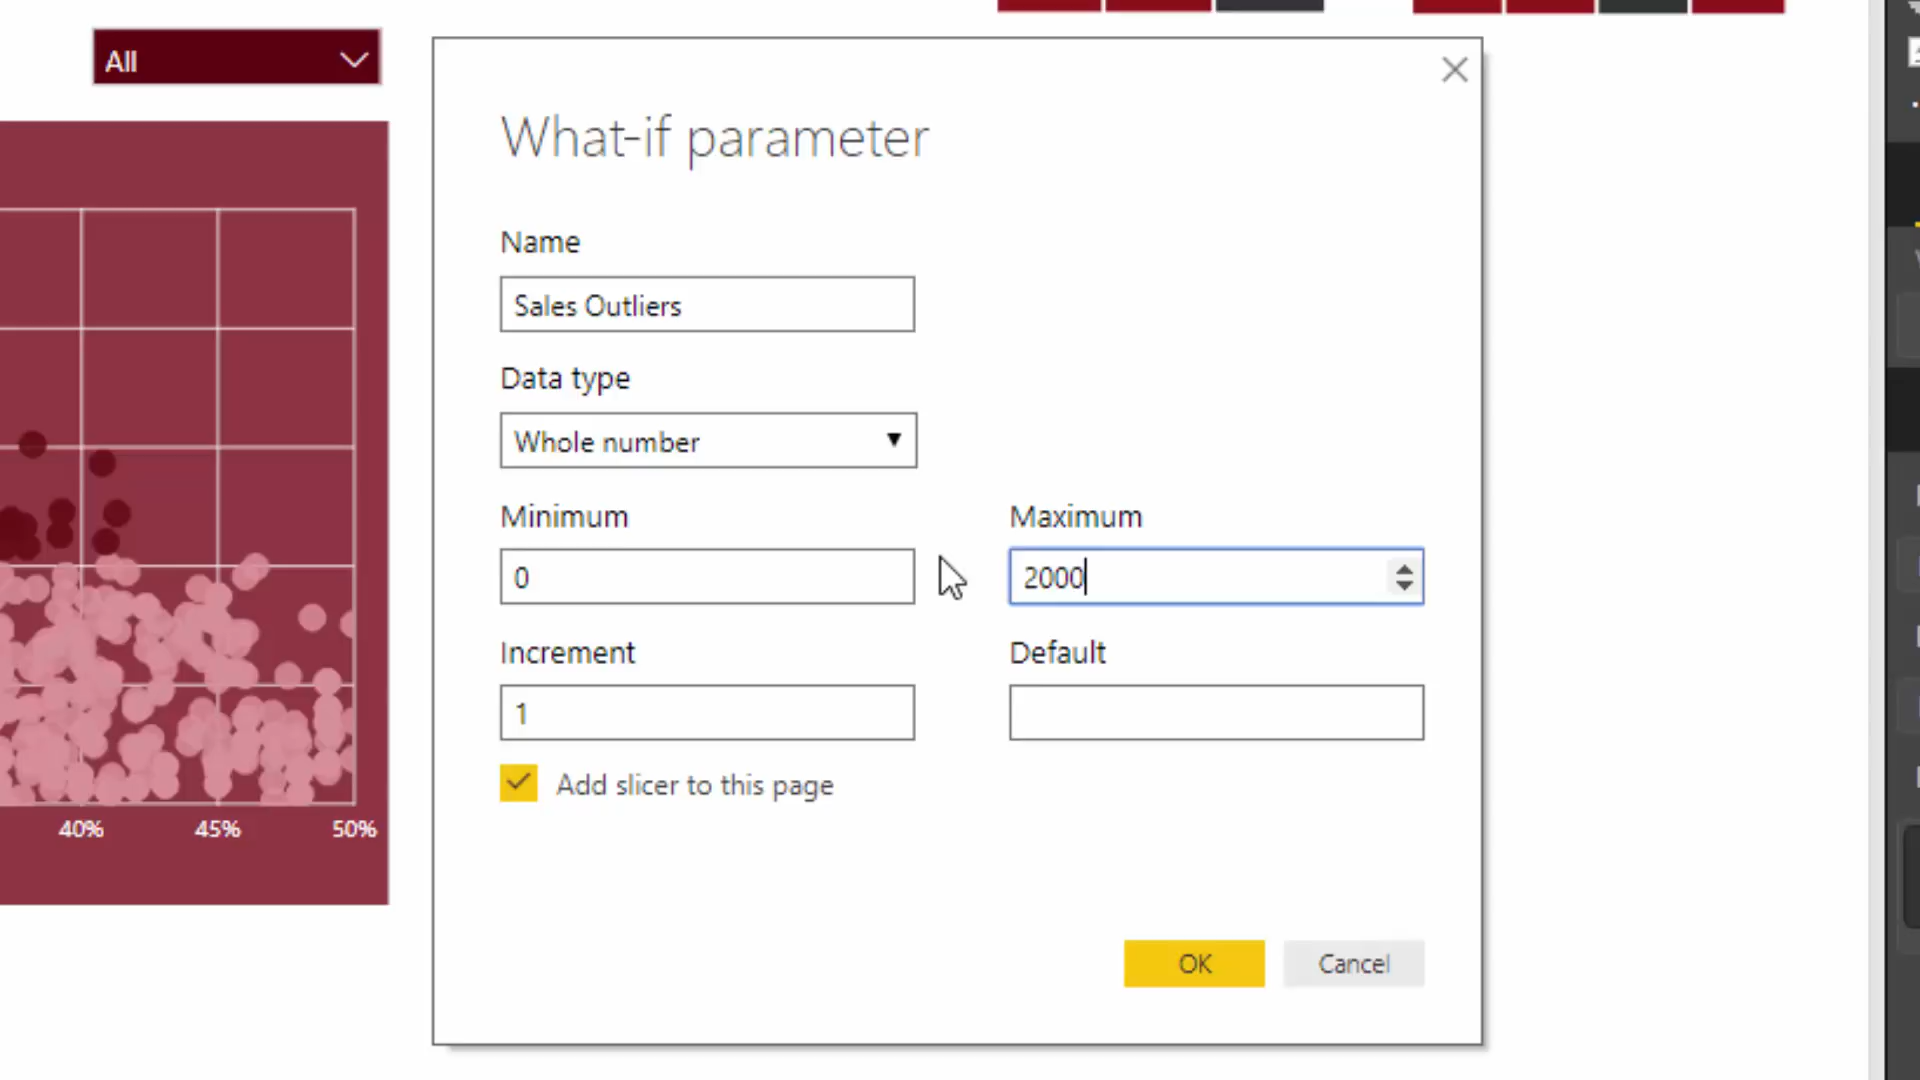 All
What-if parameter
Name
Sales Outliers
Data type
Whole number
Minimum
Maximum
0
2000
Increment
Default
1
Add slicer to this page
40%
45%
50%
OK
Cancel